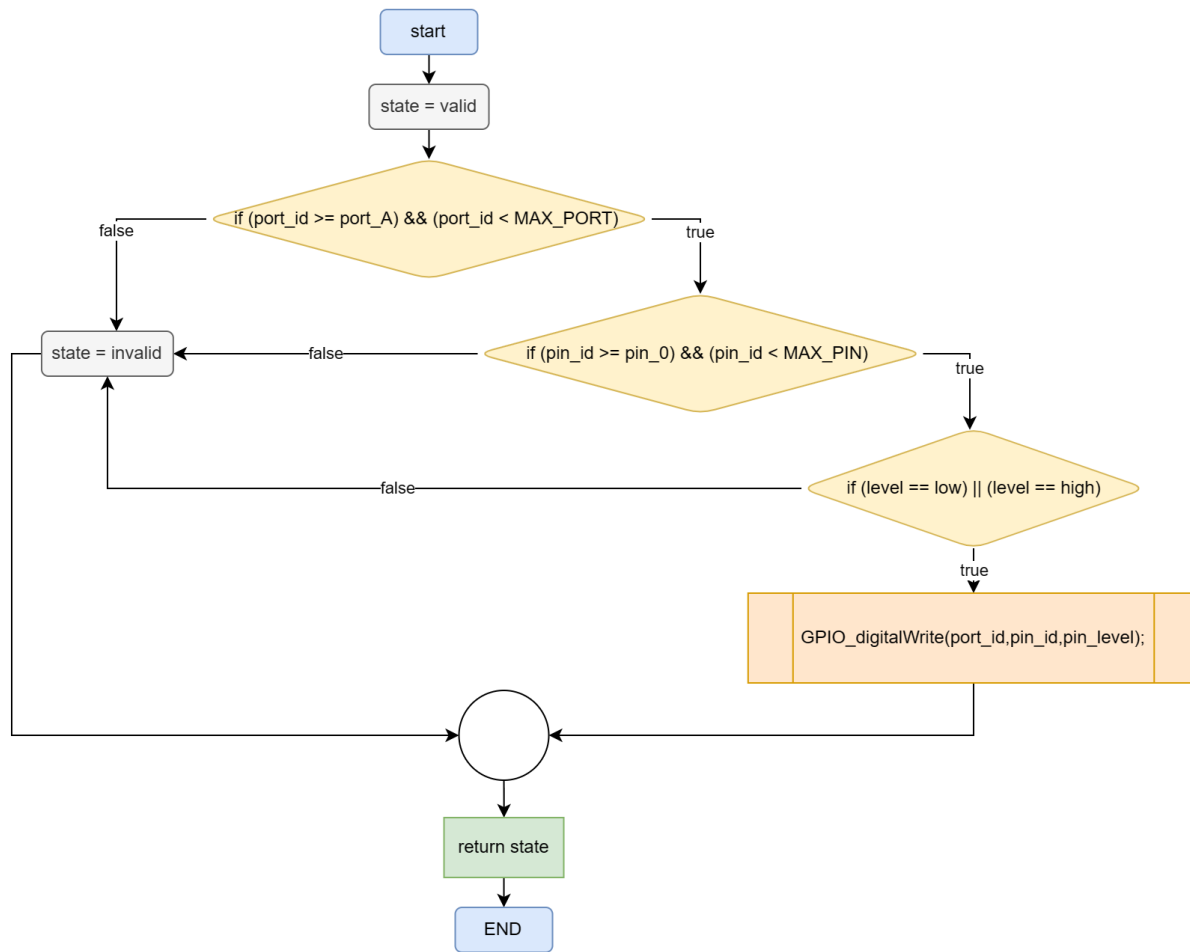 start
state = valid
if (port_id >= port_A) && (port_id < MAX_PORT)
false
true
state = invalid
false
if (pin_id >= pin_0) && (pin_id < MAX_PIN)
true
false
if (level == low) || (level == high)
true
GPIO_digitalWrite(port_id,pin_id,pin_level);
return state
END